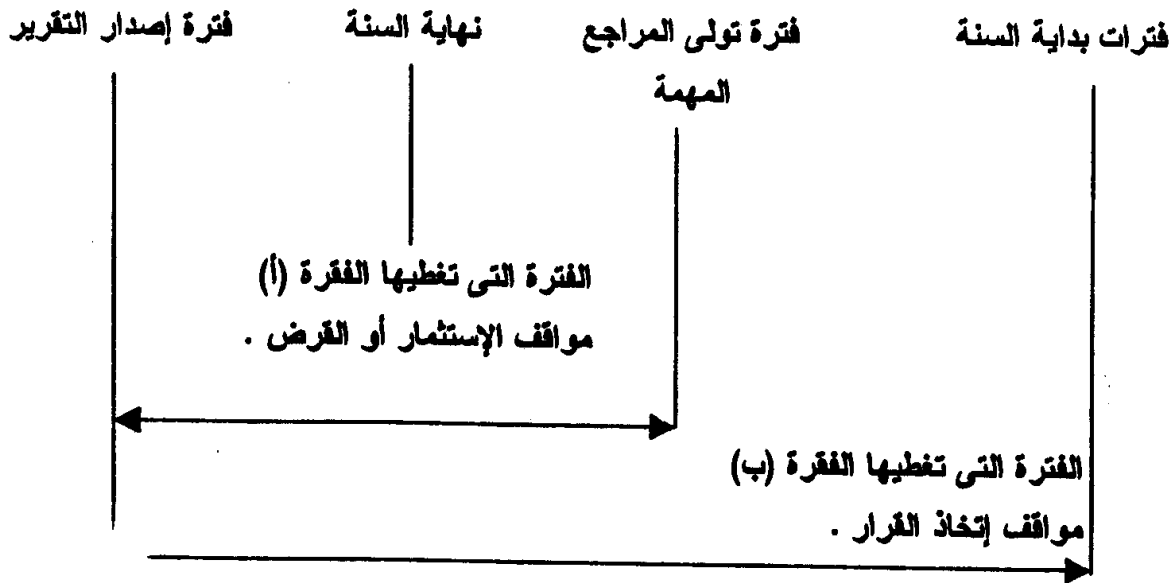 فترات بداية السنة
فترة تولى المراجع
المهمة
نهاية السنة
فترة إصدار التقرير
الفترة التى تغطيها الفقرة (أ)
مواقف الإستثمار أو القرض .
الفترة التى تغطيها الفقرة (ب)
مواقف إتخاذ القرار .